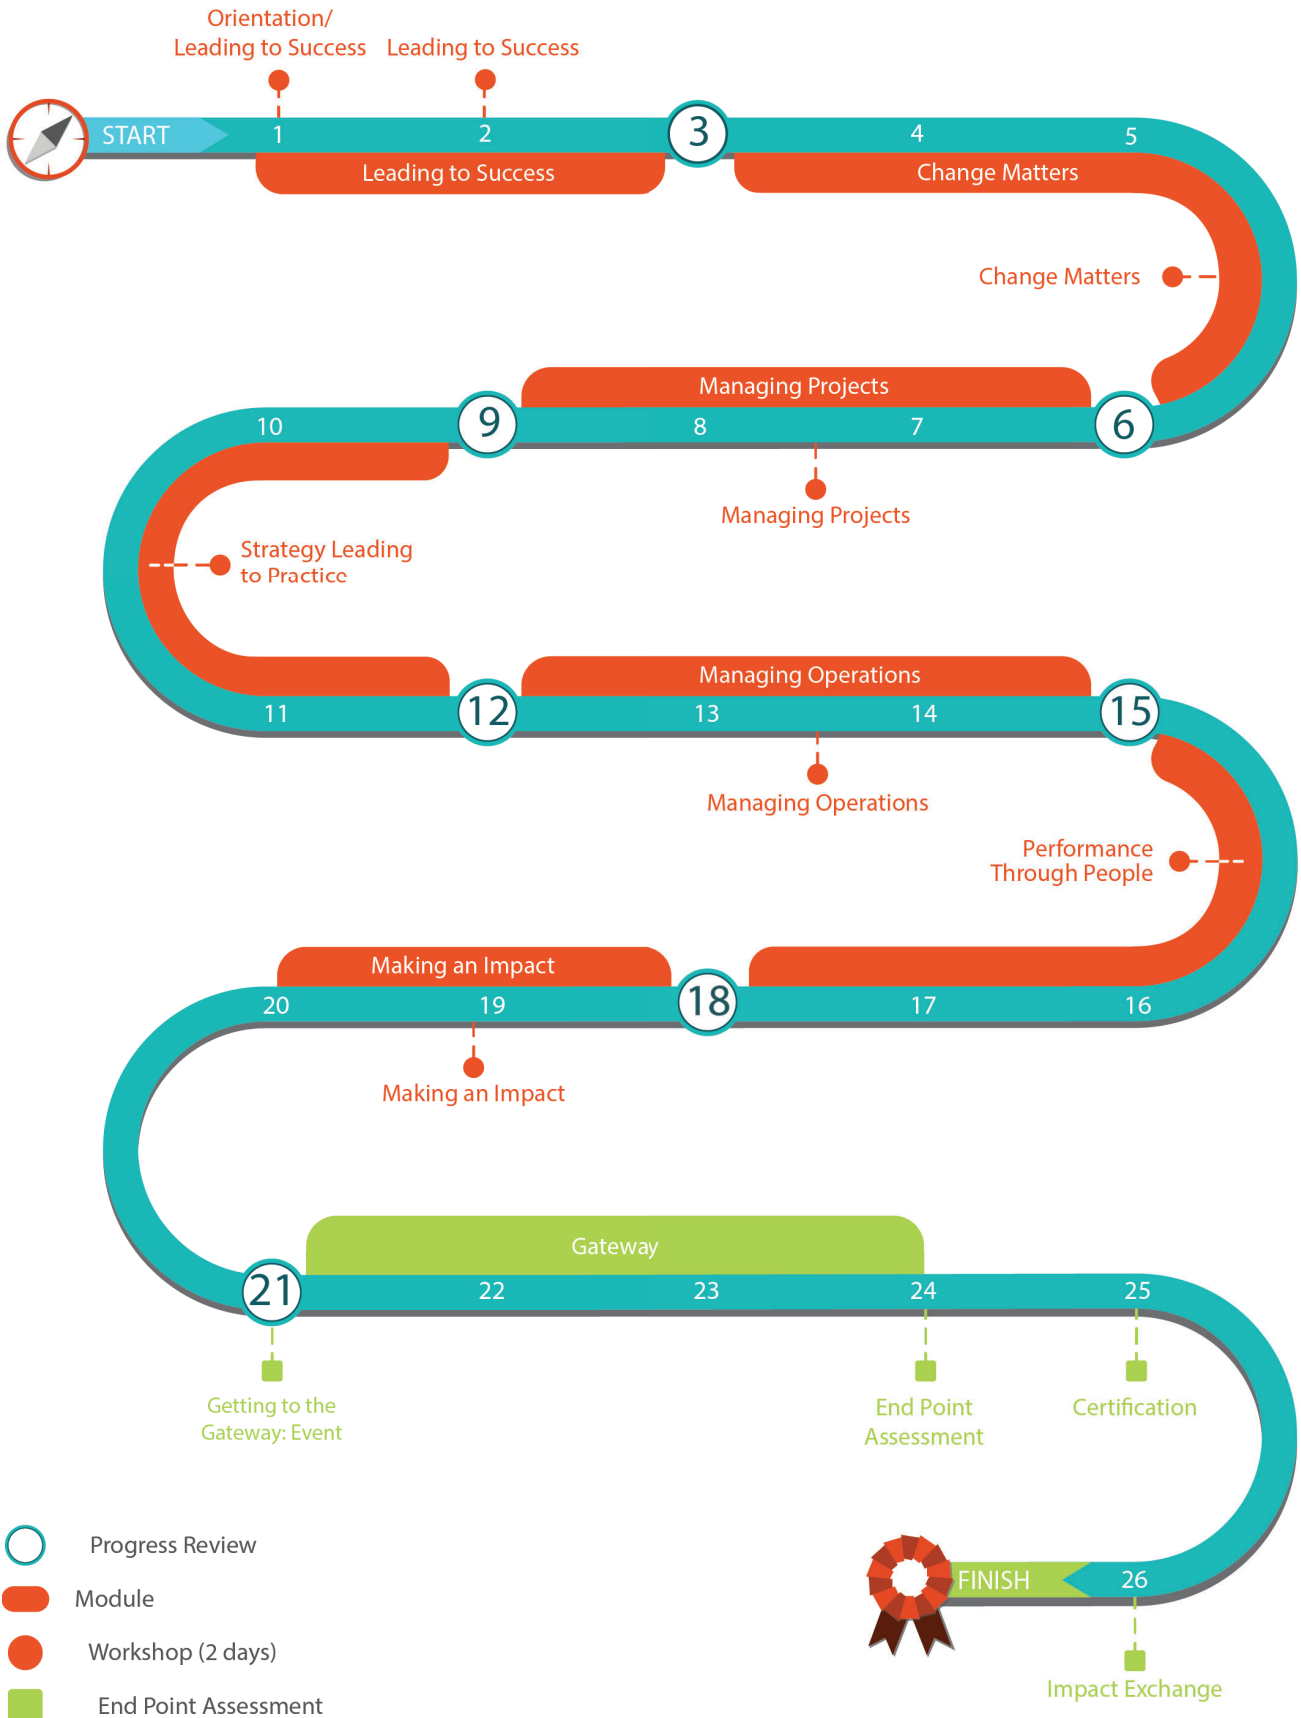 Orientation/
Leading to Success
Leading to Success
START
1
2
3
4
5
Leading to Success
Change Matters
Change Matters
Managing Projects
10
9
8
7
6
Managing Projects
Strategy Leading
to Practice
Managing Operations
11
12
13
14
15
Managing Operations
Performance
Through People
Making an Impact
20
19
18
17
16
Making an Impact
Gateway
21
22
23
24
25
Getting to the
Gateway: Event
End Point
Assessment
Certification
Progress Review
Module
Workshop (2 days)
End Point Assessment
FINISH
26
Impact Exchange